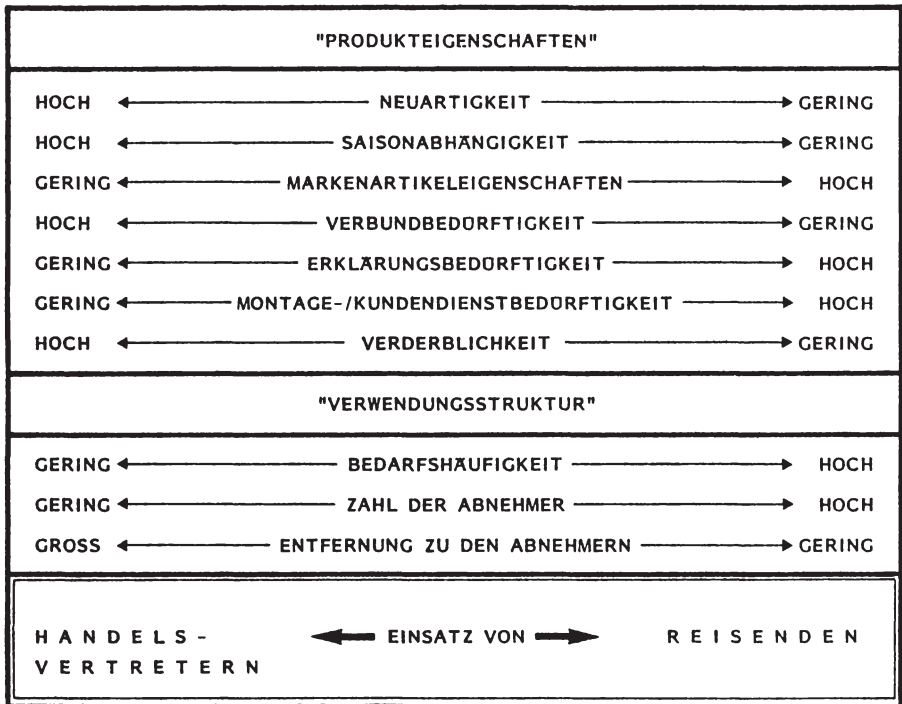 "PRODUKTEIGENSCHAFTEN"
HOCH NEUARTIGKEIT GERING
HOCH SAISONABHÄNGIGKEIT GERING
GERING MARKENARTIKELEIGENSCHAFTEN HOCH
HOCH VERBUNDBEDÜRFTIGKEIT GERING
GERING ERKLÄRUNGSBEDÜRFTIGKEIT HOCH
GERING MONTAGE-/KUNDENDIENSTBEDÜRFTIGKEIT HOCH
HOCH VERDERBLICHKEIT GERING
"VERWENDUNGSSTRUKTUR"
GERING BEDARFSHÄUFIGKEIT HOCH
GERING ZAHL DER ABNEHMER HOCH
GROSS ENTFERNUNG ZU DEN ABNEHMERN GERING
HANDELS- EINSATZ VON REISENDEN
VERTRETERN